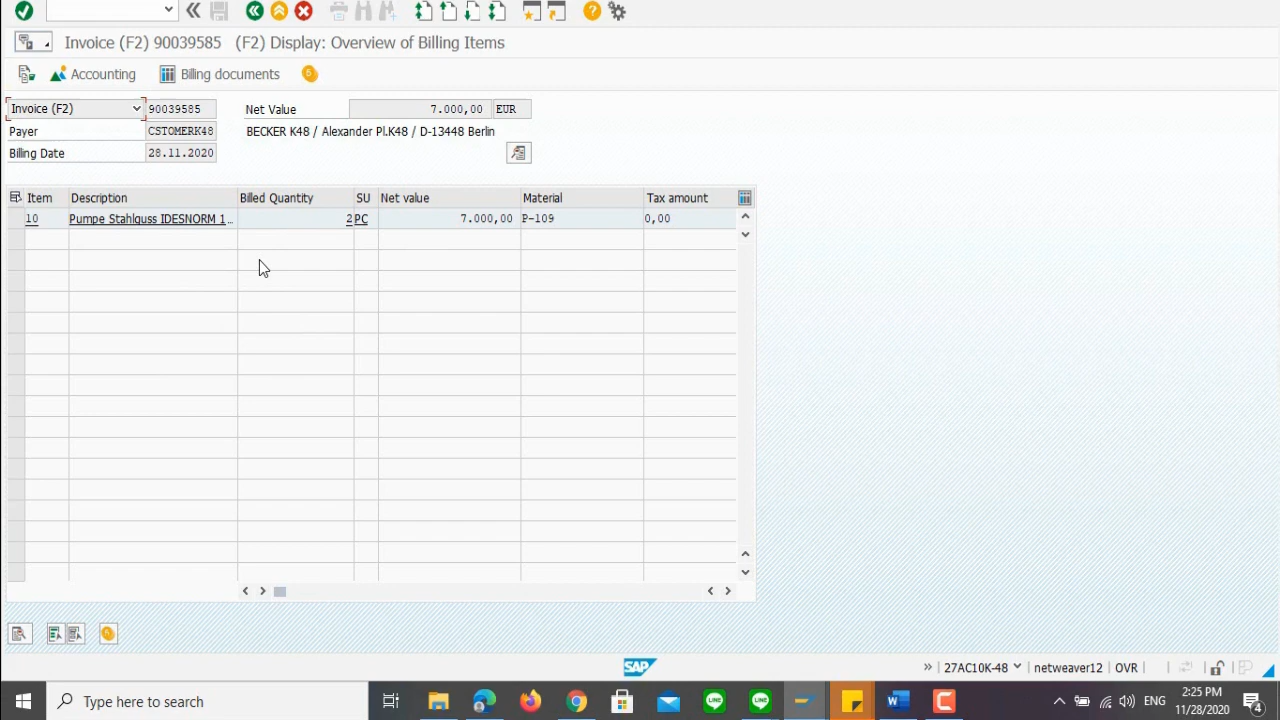 Invoice (F2) 90039585 (F2) Display: Overview of Billing Items
Accounting Billing documents
Invoice (F2) 90039585 Net Value 7.000,00 EUR
Payer CSTOMERK48 BECKER K48 / Alexander Pl.K48 / D-13448 Berlin
Billing Date 28.11.2020
Item Description Billed Quantity SU Net value Material Tax amount
10 Pumpe Stahlguss IDESNORM 1… 2 PC 7.000,00 P-109 0,00
SAP
27AC10K-48 netweaver12 OVR
Type here to search
LINE LINE
ENG
2:25 PM
11/28/2020
4